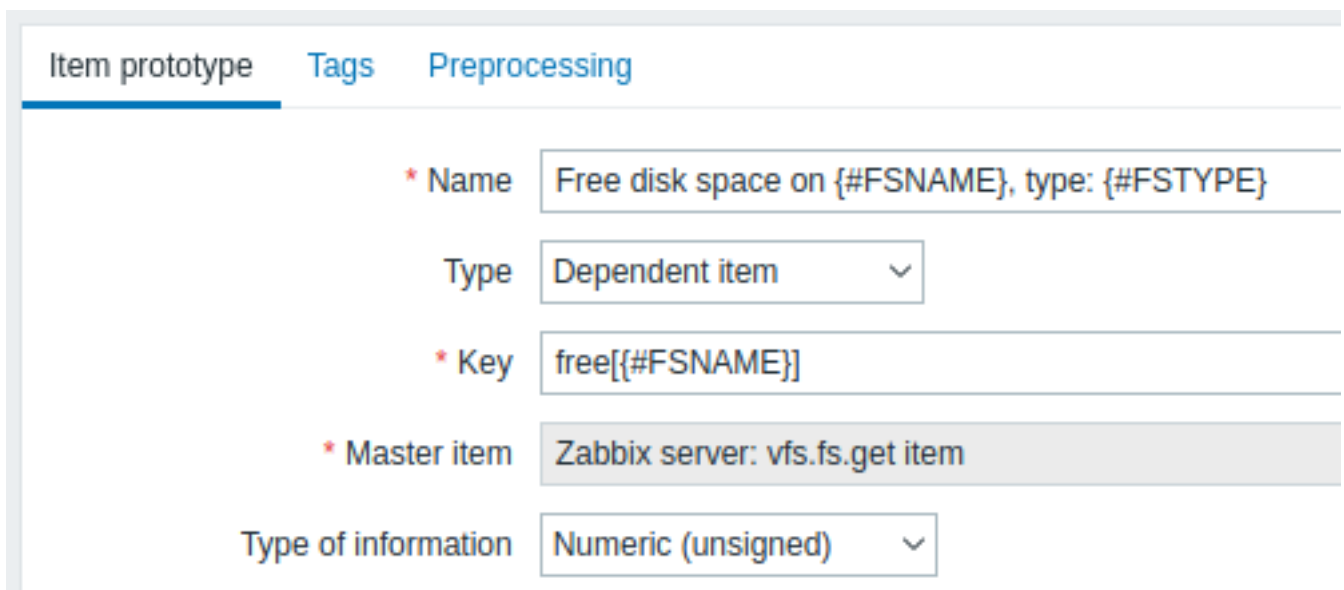 Item prototype Tags Preprocessing
* Name Free disk space on {#FSNAME}, type: {#FSTYPE}
Type Dependent item
* Key free[{#FSNAME}]
* Master item Zabbix server: vfs.fs.get item
Type of information Numeric (unsigned)